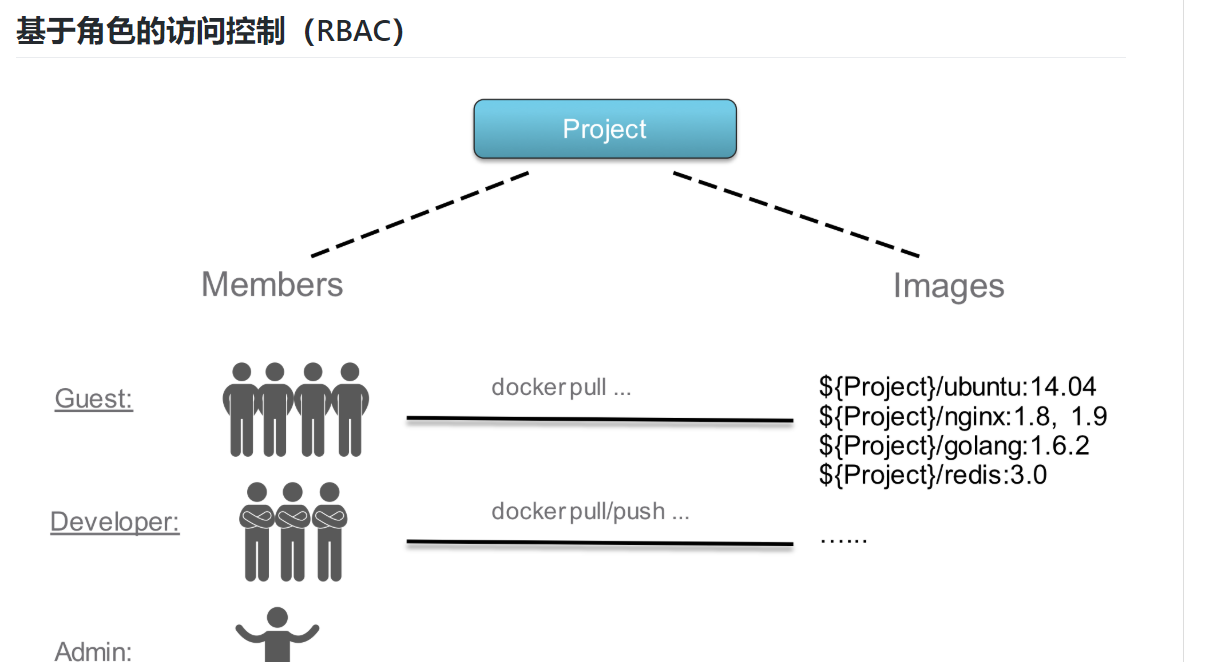 基于角色的访问控制（RBAC）
Project
Members
Images
Guest:
docker pull ...
${Project}/ubuntu:14.04
${Project}/nginx:1.8, 1.9
${Project}/golang:1.6.2
${Project}/redis:3.0
Developer:
docker pull/push ...
......
Admin: